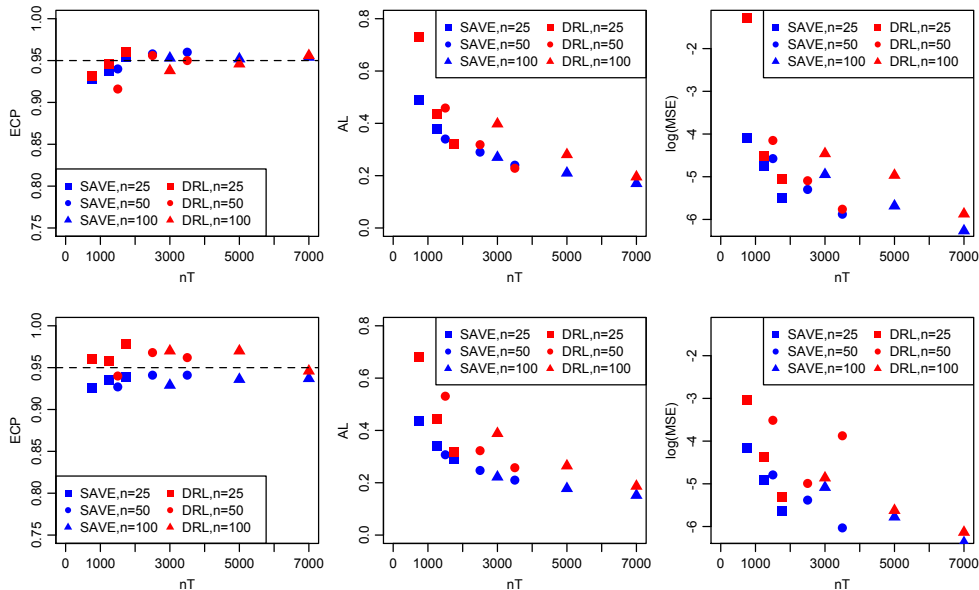 ECP
0.75
0.80
0.85
0.90
0.95
1.00
SAVE,n=25
DRL,n=25
SAVE,n=50
DRL,n=50
SAVE,n=100
DRL,n=100
0
1000
3000
5000
7000
nT
AL
0.0
0.2
0.4
0.6
0.8
SAVE,n=25
DRL,n=25
SAVE,n=50
DRL,n=50
SAVE,n=100
DRL,n=100
0
1000
3000
5000
7000
nT
log(MSE)
-6
-5
-4
-3
-2
SAVE,n=25
DRL,n=25
SAVE,n=50
DRL,n=50
SAVE,n=100
DRL,n=100
0
1000
3000
5000
7000
nT
ECP
0.75
0.80
0.85
0.90
0.95
1.00
SAVE,n=25
DRL,n=25
SAVE,n=50
DRL,n=50
SAVE,n=100
DRL,n=100
0
1000
3000
5000
7000
nT
AL
0.0
0.2
0.4
0.6
0.8
SAVE,n=25
DRL,n=25
SAVE,n=50
DRL,n=50
SAVE,n=100
DRL,n=100
0
1000
3000
5000
7000
nT
log(MSE)
-6
-5
-4
-3
-2
SAVE,n=25
DRL,n=25
SAVE,n=50
DRL,n=50
SAVE,n=100
DRL,n=100
0
1000
3000
5000
7000
nT